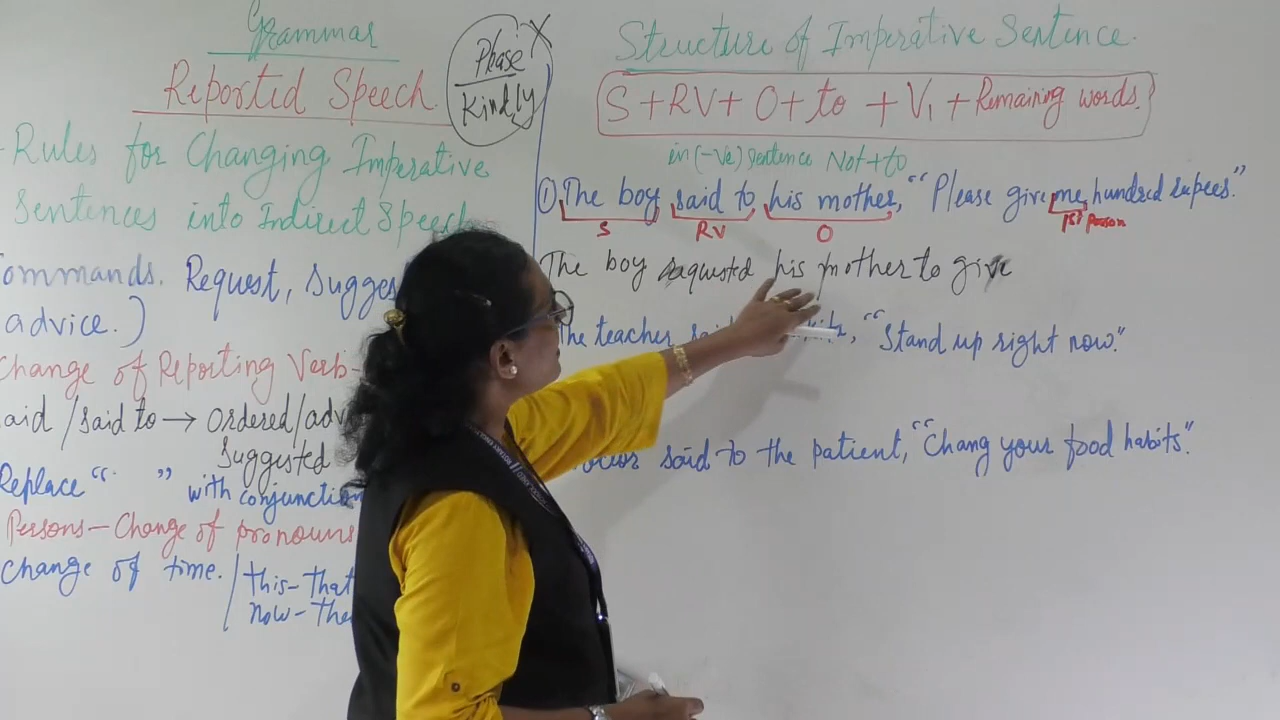 Grammar
Reported Speech
Rules for Changing Imperative
Sentences into Indirect Speech
Commands. Request, Sugges
advice.)
Change of Reporting Verb-
aid / said to → Ordered/adv
Suggested
Replace “ ” with conjunction
Persons - Change of pronouns
Change of time. / this - that
now - the
Please X
Kindly
Structure of Imperative Sentence.
S + RV + O + to + V1 + Remaining words.
in (-Ve) sentence Not + to
① The boy said to his mother, “Please give me hundred rupees.”
S RV O 1st Person
The boy requested his mother to give
The teacher said, “Stand up right now.”
said to the patient, “Chang your food habits”.